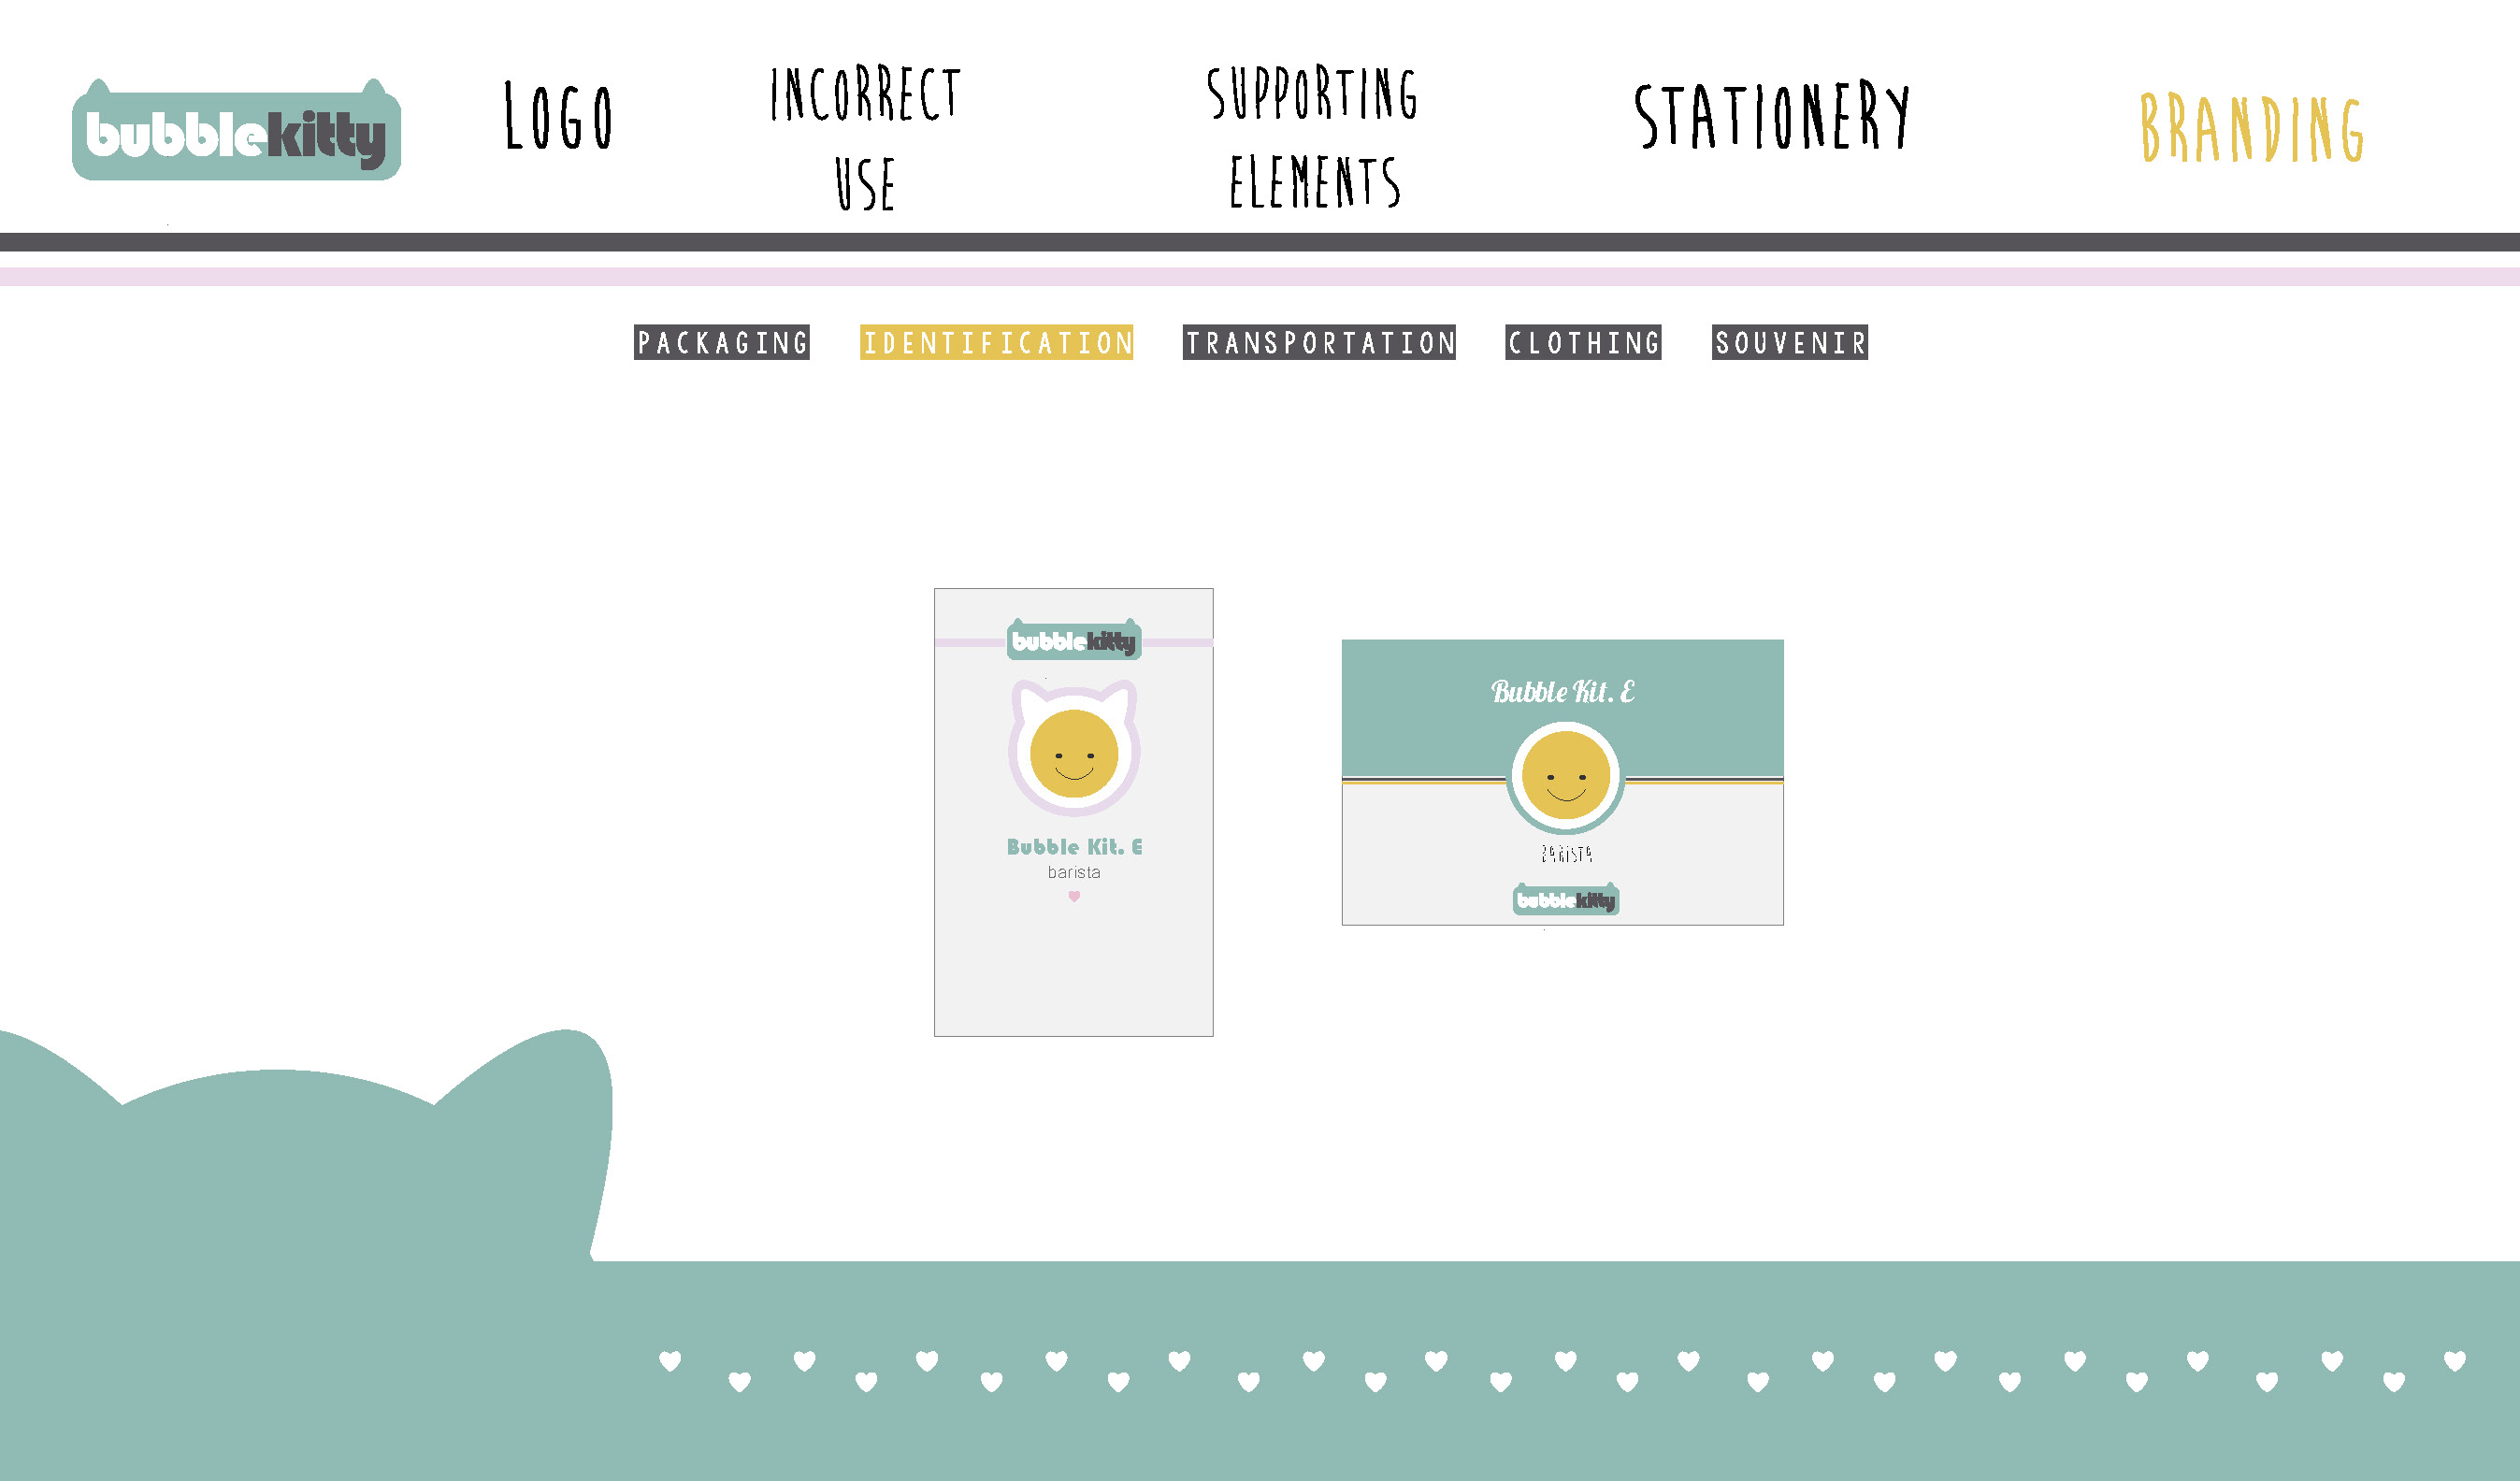 bubblekitty
LOGO
INCORRECT
USE
SUPPORTING
ELEMENTS
STATIONERY
BRANDING
PACKAGING
IDENTIFICATION
TRANSPORTATION
CLOTHING
SOUVENIR
bubblekitty
Bubble Kit. E
barista
Bubble Kit. E
BARISTA
bubblekitty